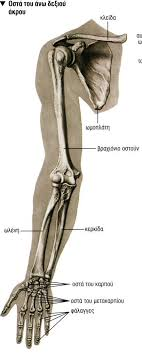 ▼ Οστά του άνω δεξιού
άκρου
κλείδα
ωμοπλάτη
βραχιόνιο οστούν
ωλένη
κερκίδα
οστά του καρπού
οστά του μετακαρπίου
φάλαγγες